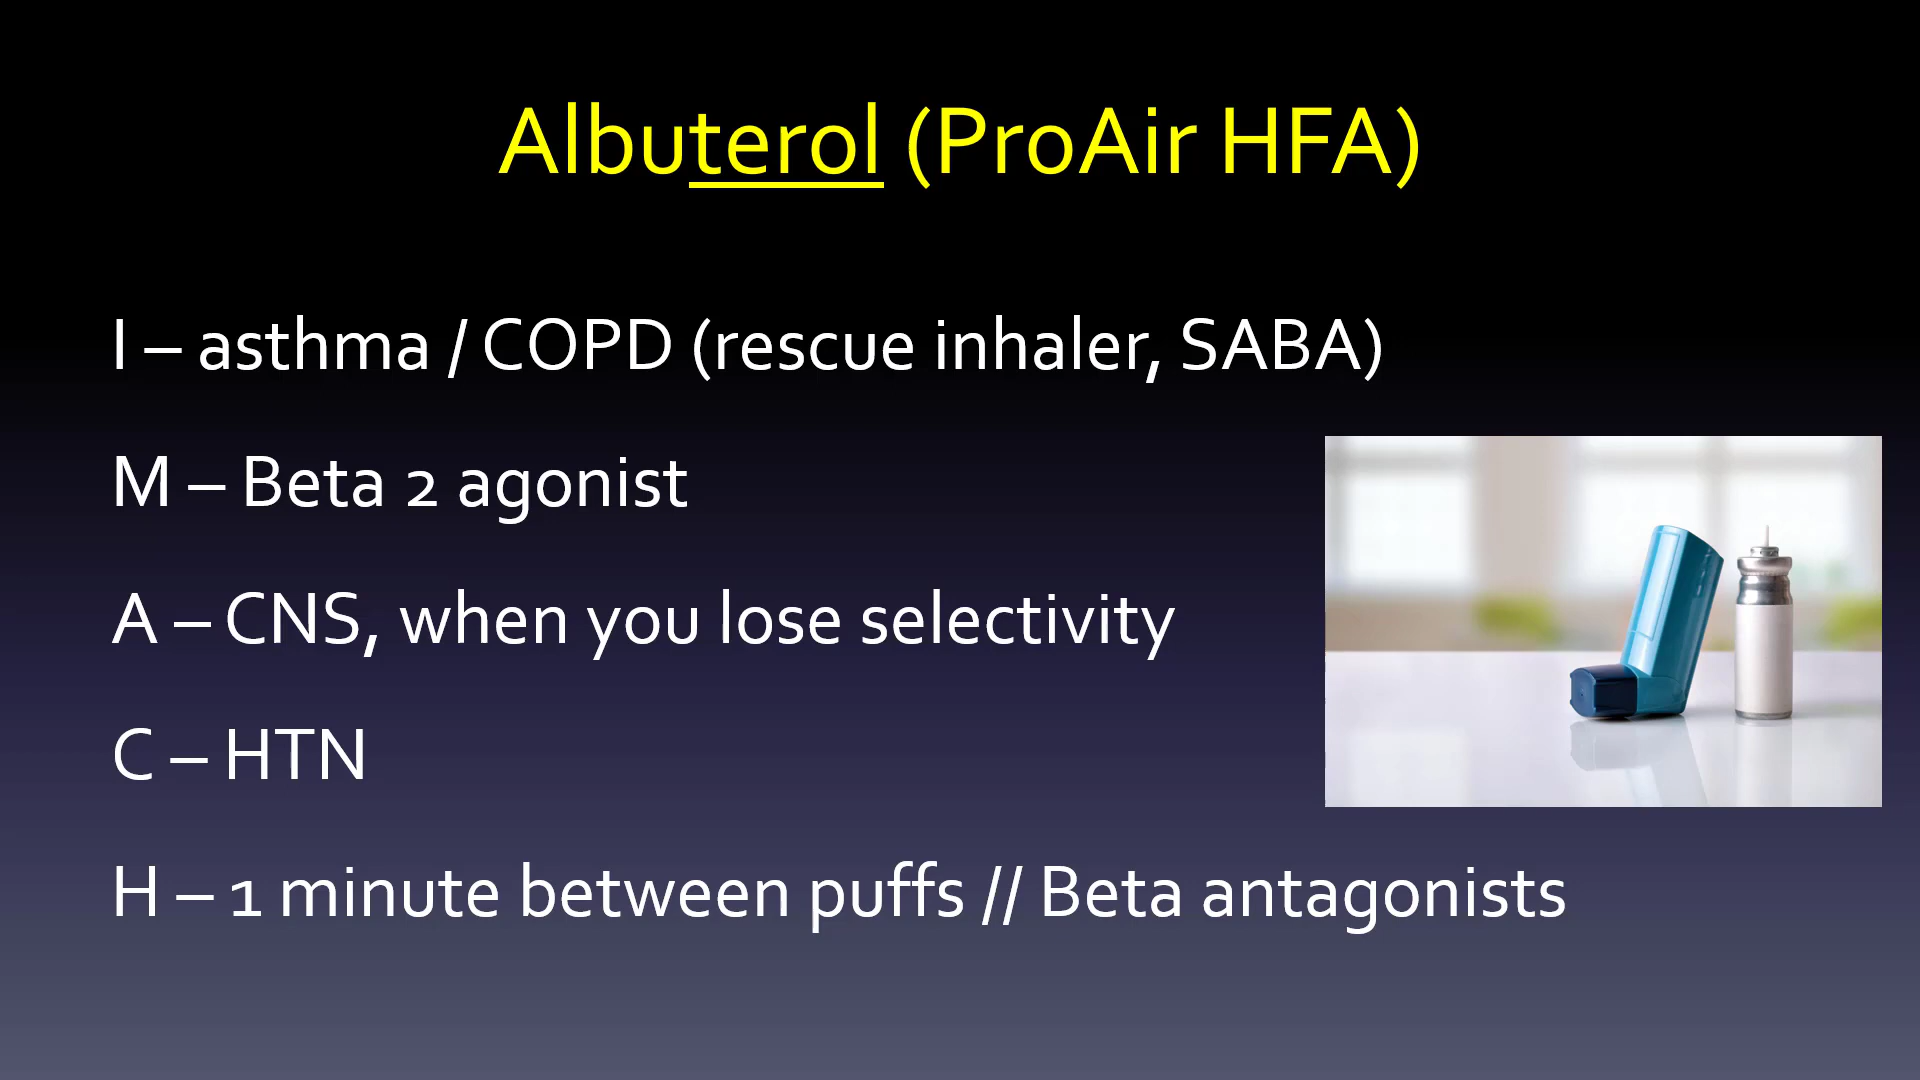 Albuterol (ProAir HFA)
I – asthma / COPD (rescue inhaler, SABA)
M – Beta 2 agonist
A – CNS, when you lose selectivity
C – HTN
H – 1 minute between puffs // Beta antagonists